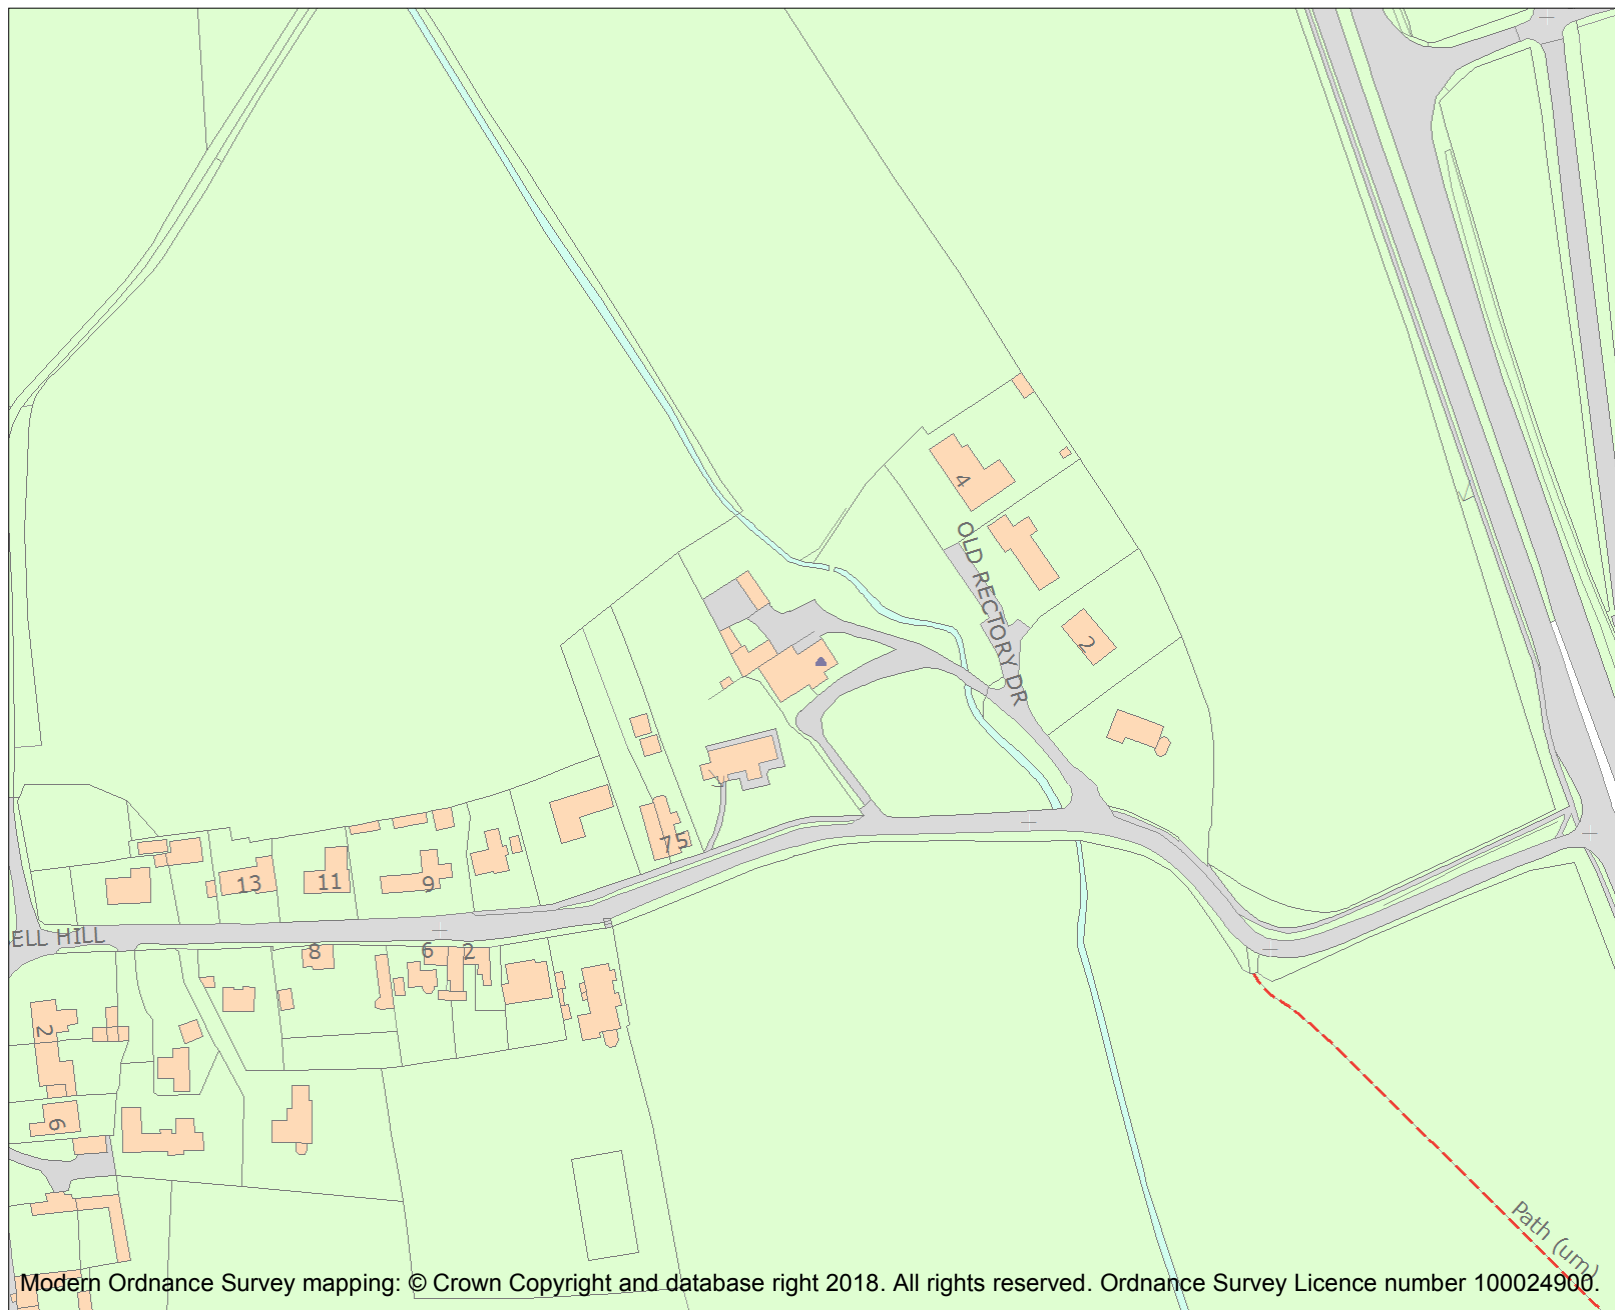 4
OLD RECTORY DR
2
75
13
11
9
ELL HILL
8
6
2
2
6
Path (um)
Modern Ordnance Survey mapping: © Crown Copyright and database right 2018. All rights reserved. Ordnance Survey Licence number 100024900.